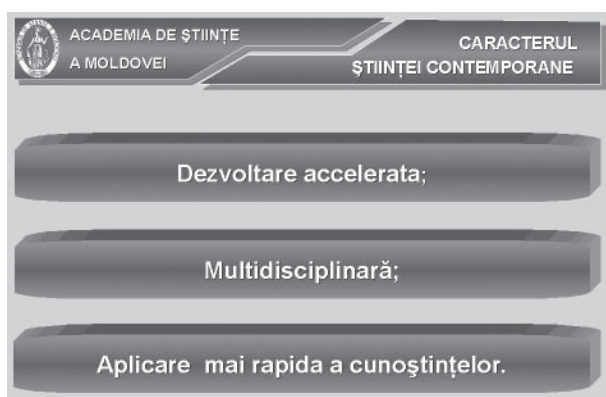 ACADEMIA DE ŞTIINŢE
A MOLDOVEI
CARACTERUL
ŞTIINŢEI CONTEMPORANE
Dezvoltare accelerata;
Multidisciplinară;
Aplicare mai rapida a cunoştinţelor.